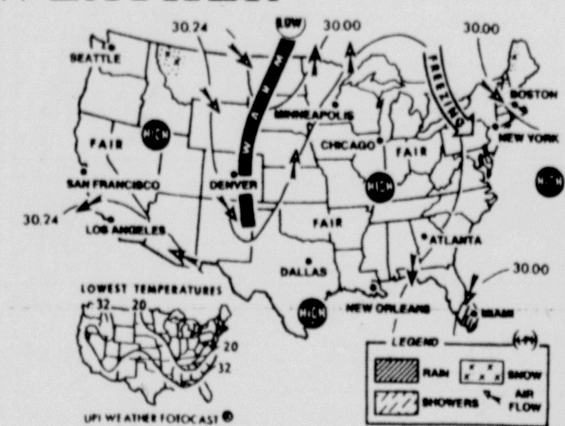 LOW
30.24
30.00
30.00
SEATTLE
WARM
FREEZING
BOSTON
MINNEAPOLIS
NEW YORK
FAIR
HIGH
CHICAGO
FAIR
SAN FRANCISCO
DENVER
HIGH
HIGH
30.24
LOS ANGELES
FAIR
ATLANTA
DALLAS
30.00
LOWEST TEMPERATURES
HIGH
NEW ORLEANS
MIAMI
32
20
20
32
LEGEND
RAIN
SNOW
SHOWERS
AIR
FLOW
UPI WEATHER FOTOCAST ®